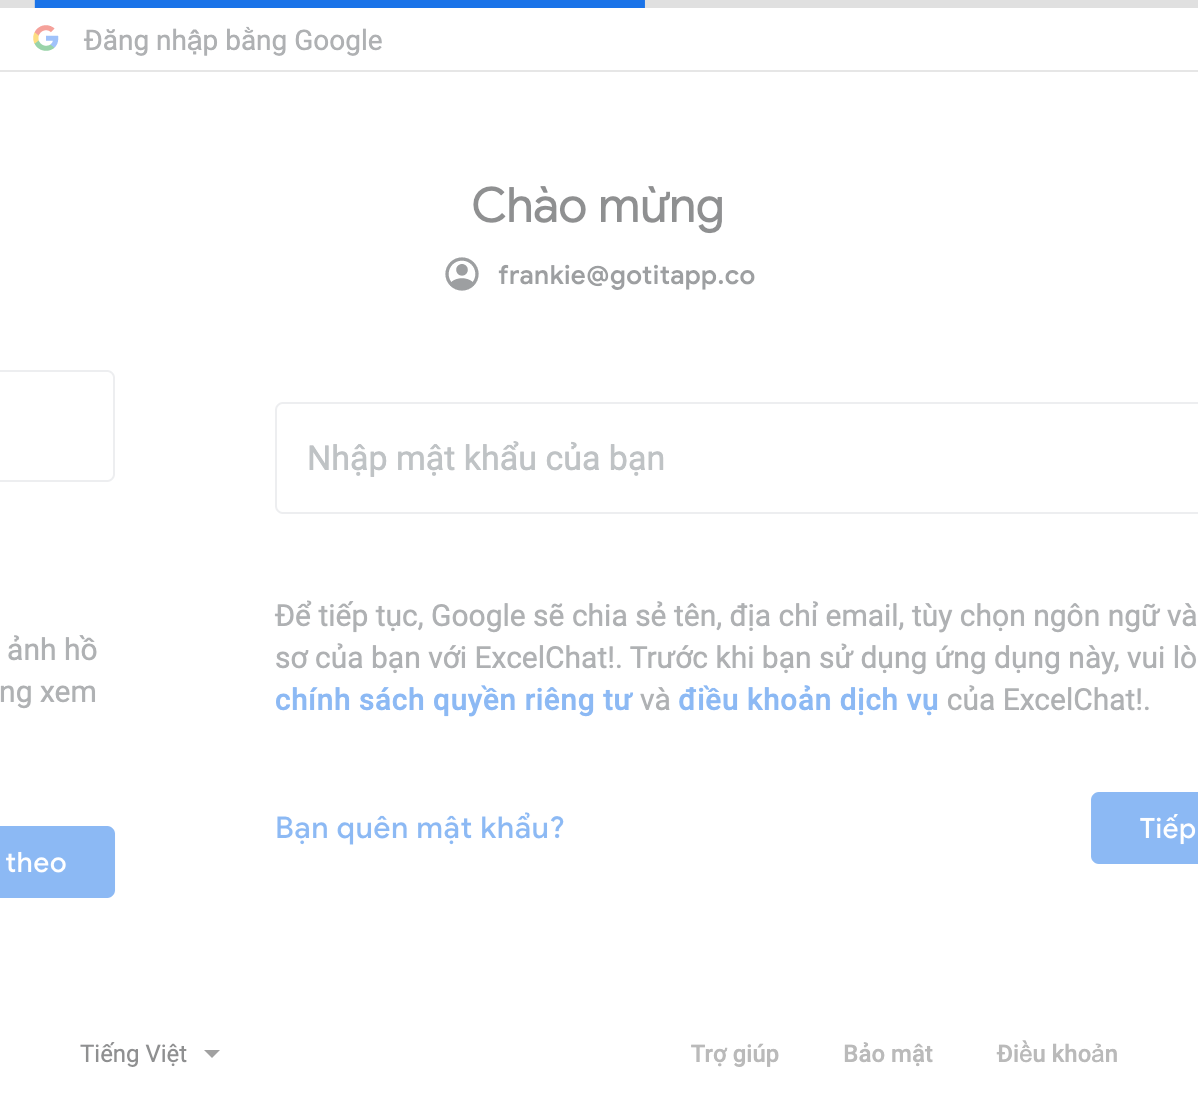 Đăng nhập bằng Google
Chào mừng
frankie@gotitapp.co
Nhập mật khẩu của bạn
ảnh hồ
ng xem
theo
Để tiếp tục, Google sẽ chia sẻ tên, địa chỉ email, tùy chọn ngôn ngữ và
sơ của bạn với ExcelChat!. Trước khi bạn sử dụng ứng dụng này, vui lò
chính sách quyền riêng tư và điều khoản dịch vụ của ExcelChat!.
Bạn quên mật khẩu?
Tiếp
Tiếng Việt
Trợ giúp
Bảo mật
Điều khoản